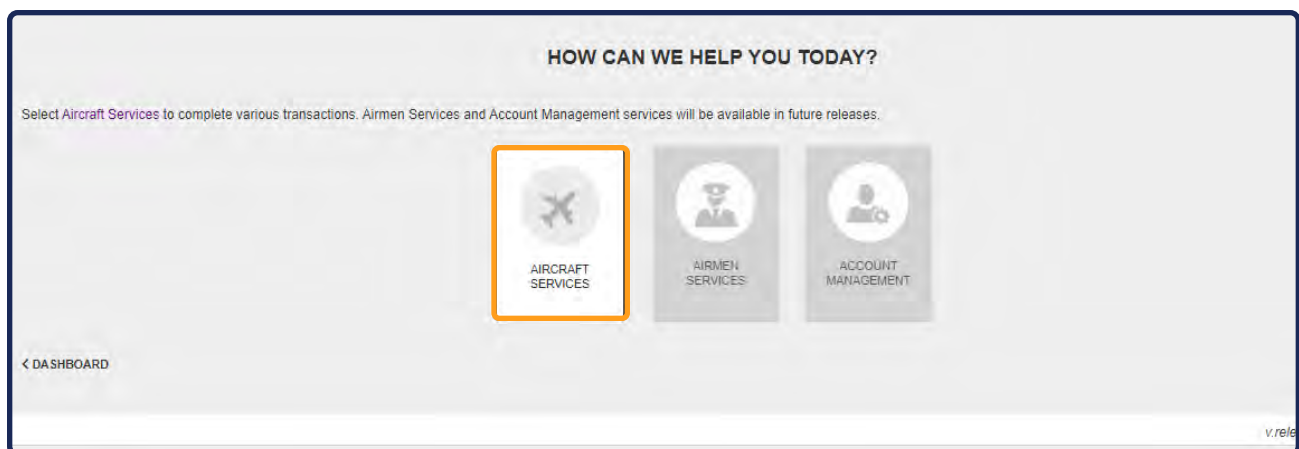 HOW CAN WE HELP YOU TODAY?
Select Aircraft Services to complete various transactions. Airmen Services and Account Management services will be available in future releases.
AIRCRAFT
SERVICES
AIRMEN
SERVICES
ACCOUNT
MANAGEMENT
< DASHBOARD
v.rele